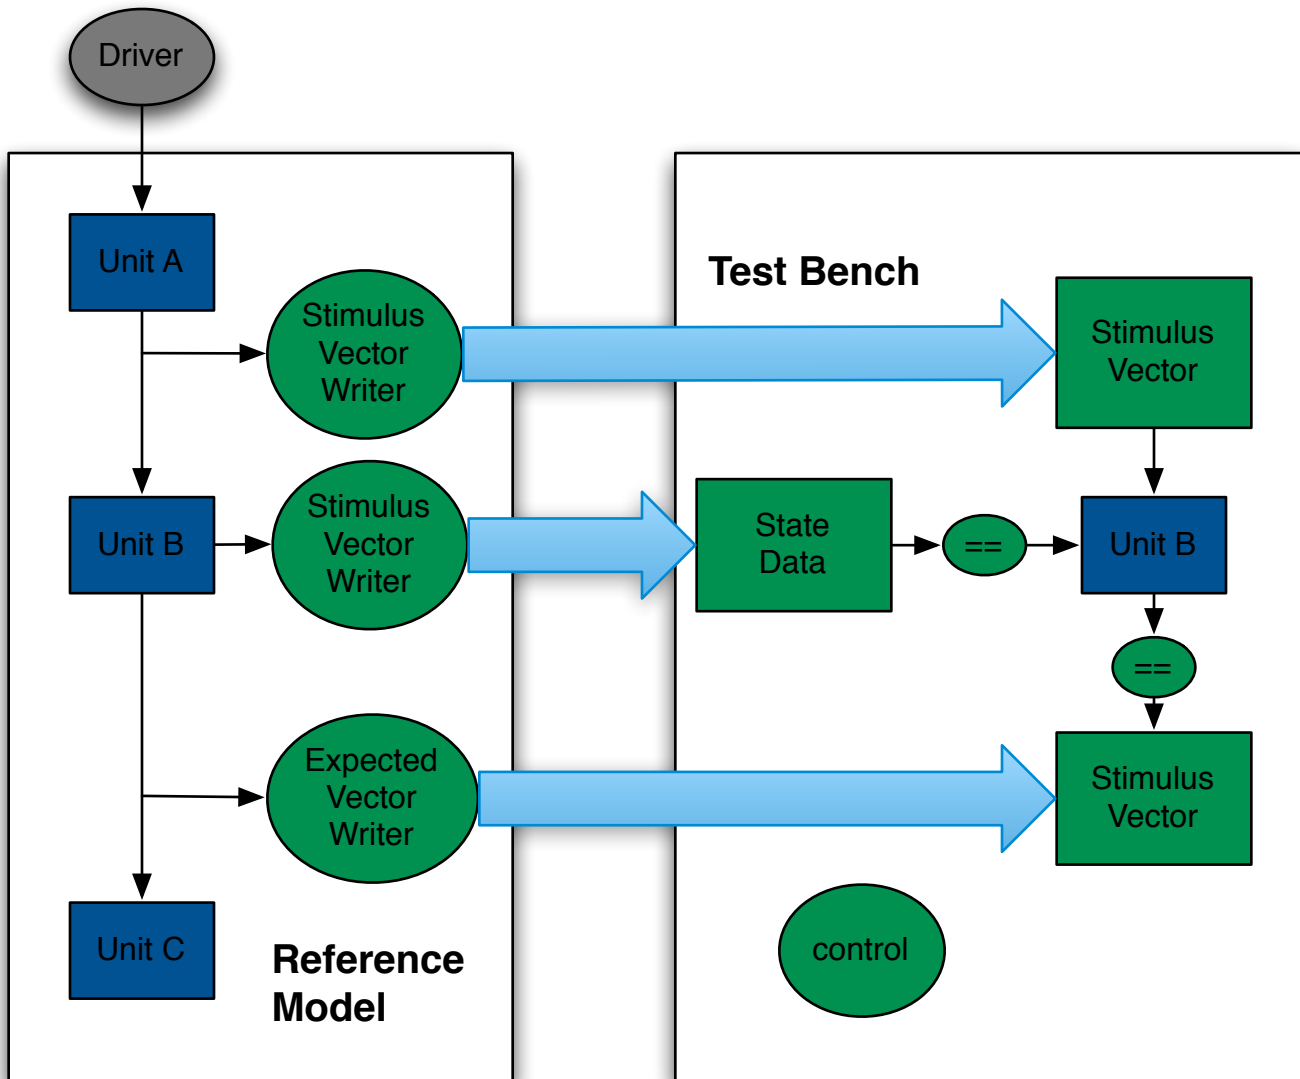 Driver
Unit A
Stimulus
Vector
Writer
Unit B
Stimulus
Vector
Writer
Expected
Vector
Writer
Unit C
Reference
Model
Test Bench
Stimulus
Vector
State
Data
==
Unit B
==
Stimulus
Vector
control